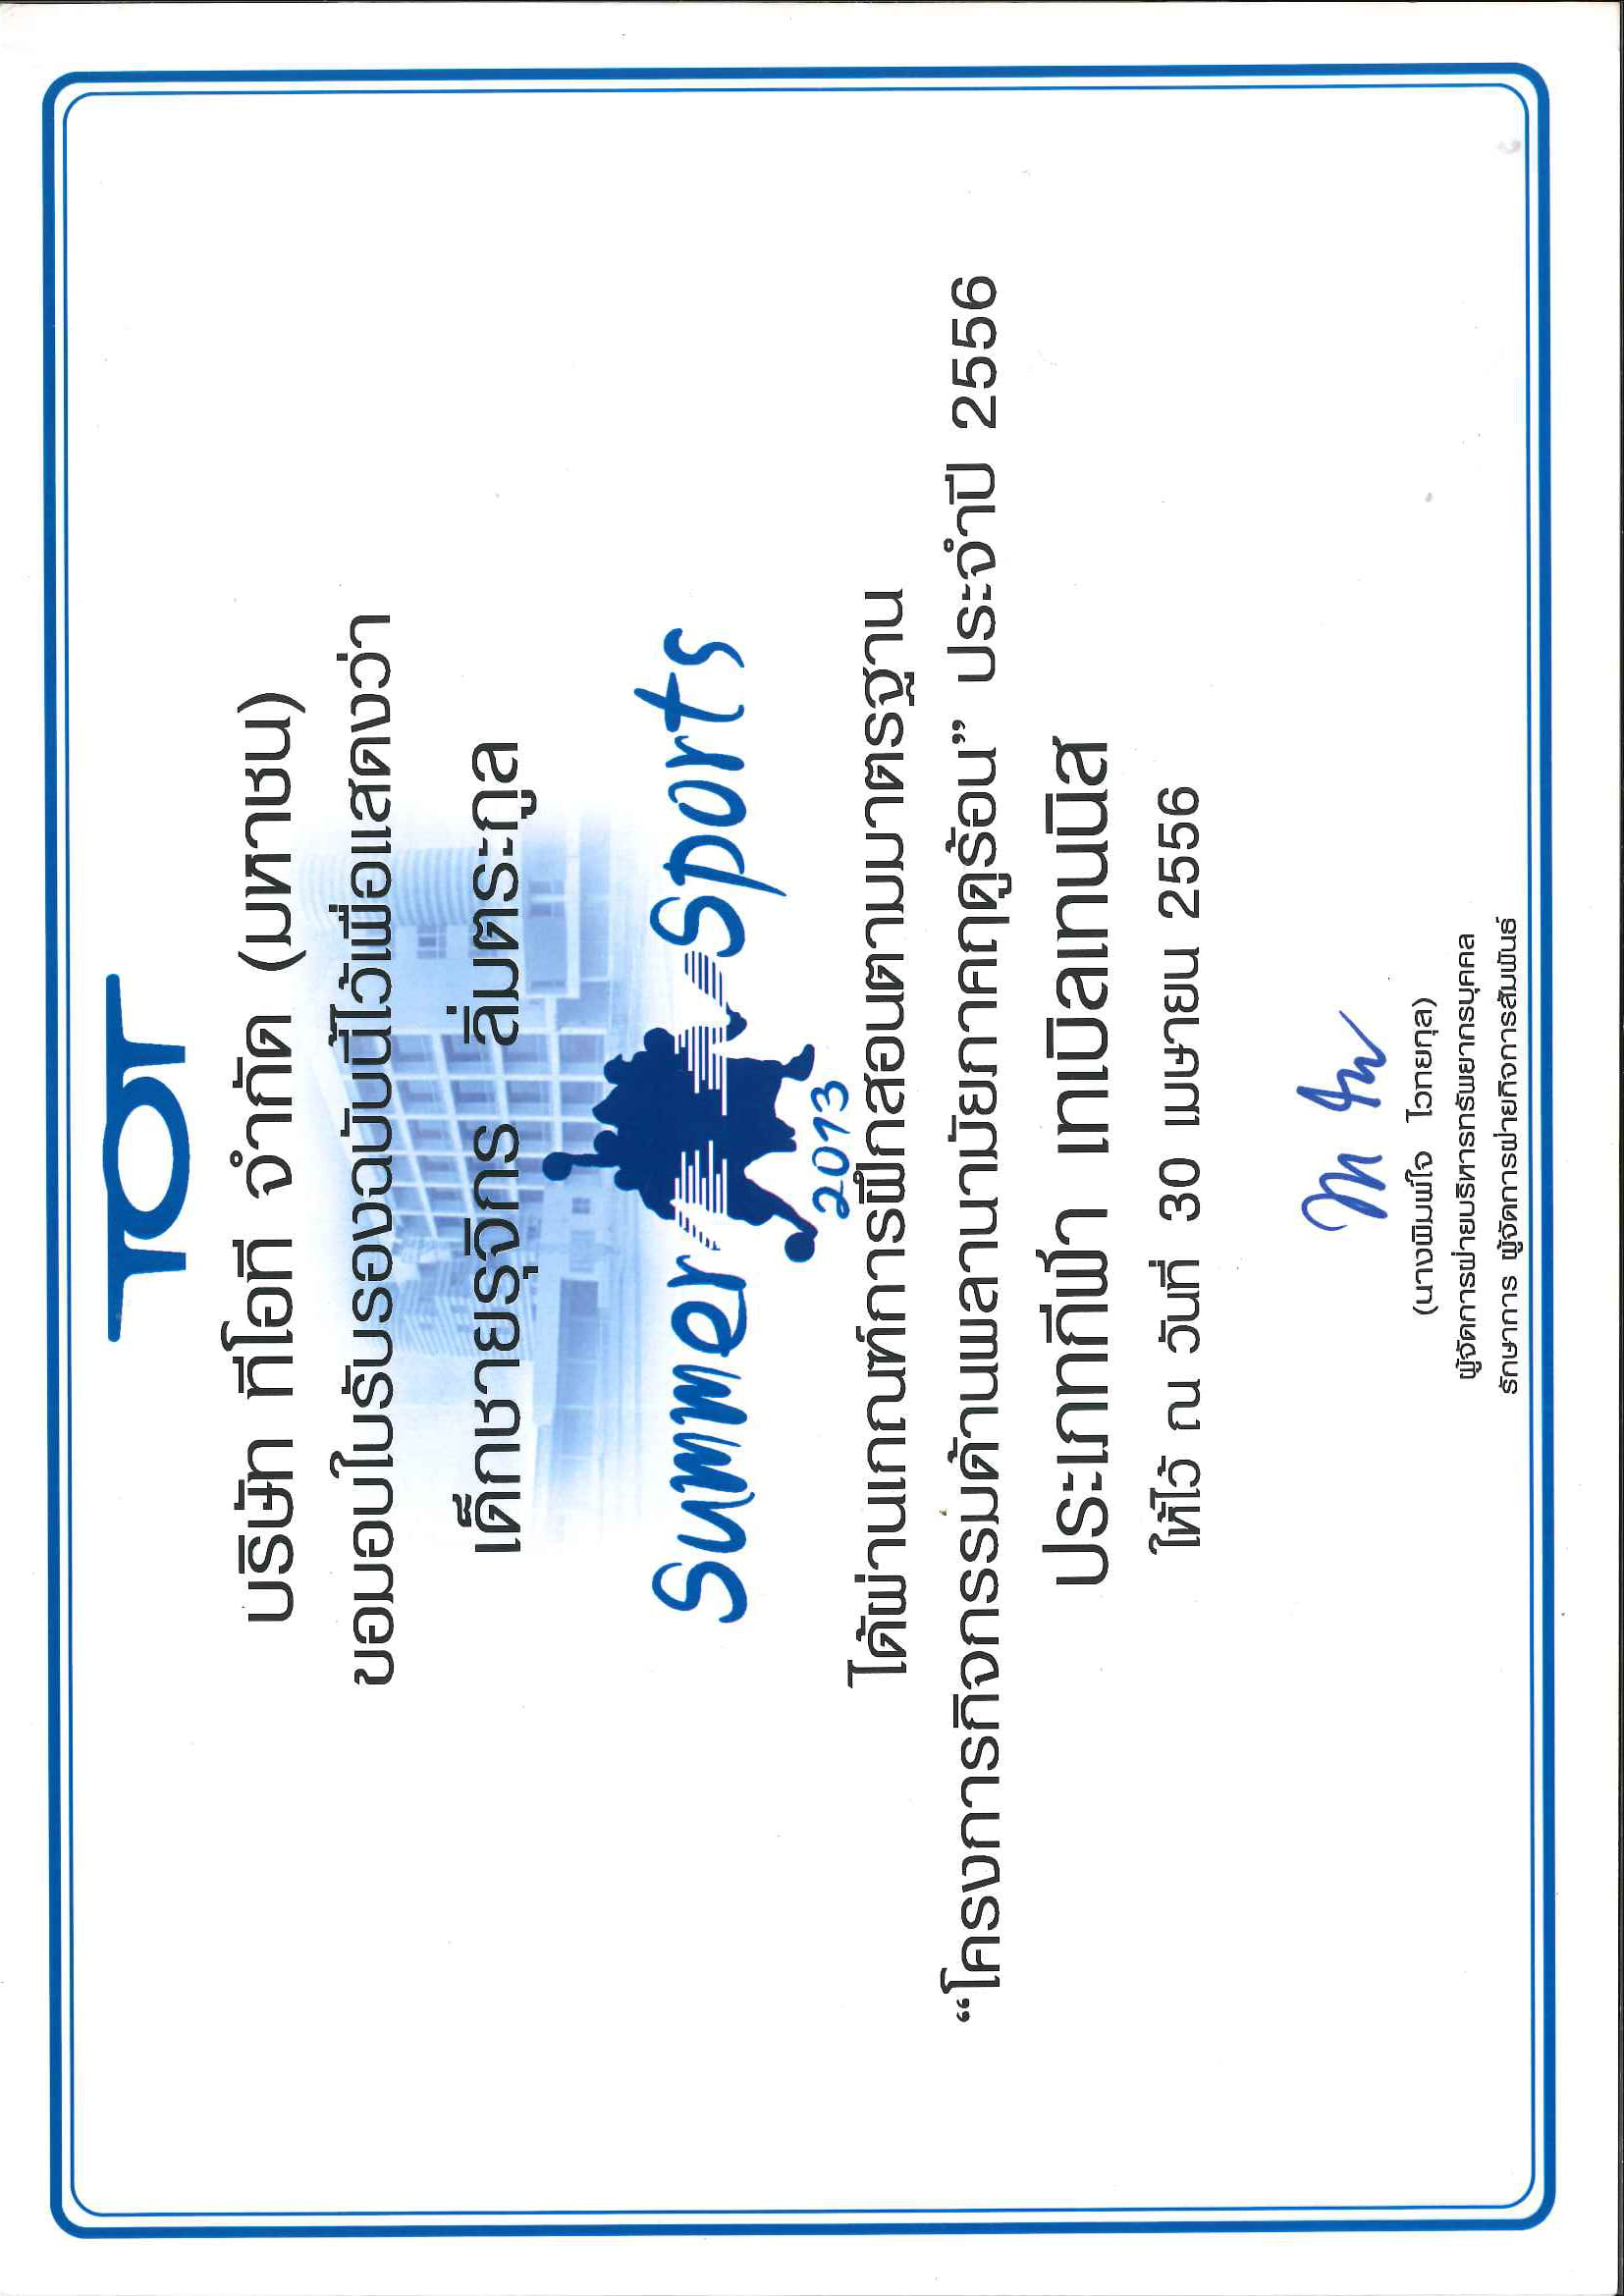 TOT
บริษัท ทีโอที จำกัด (มหาชน)
ขอมอบใบรับรองฉบับนี้ไว้เพื่อแสดงว่า
เด็กชายรุจิกร ลิ่มตระกูล
Summer Sports
2013
ได้ผ่านเกณฑ์การฝึกสอนตามมาตรฐาน
“โครงการกิจกรรมด้านพลานามัยภาคฤดูร้อน” ประจำปี 2556
ประเภทกีฬา เทเบิลเทนนิส
ให้ไว้ ณ วันที่ 30 เมษายน 2556
(นางพิมพ์ใจ ไวทยกุล)
ผู้จัดการฝ่ายบริหารทรัพยากรบุคคล
รักษาการ ผู้จัดการฝ่ายกิจการสัมพันธ์